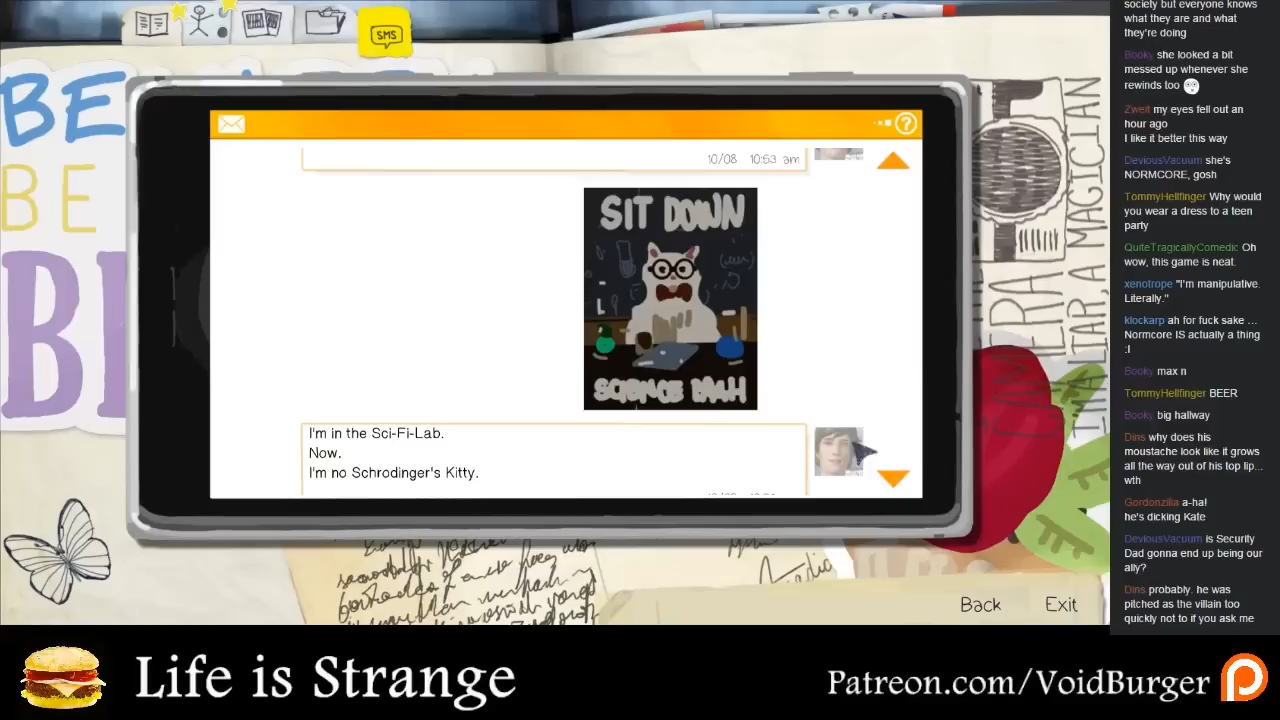 SMS
BE
BE
BE
10/08 10:53 am
?
SIT DOWN
I'm in the Sci-Fi-Lab.
Now.
I'm no Schrodinger's Kitty.
Back
Exit
A MAGICIAN
society but everyone knows
what they are and what
they're doing
Booky she looked a bit
messed up whenever she
rewinds too
Zweit my eyes fell out an
hour ago
I like it better this way
DeviousVacuum she's
NORMCORE, gosh
TommyHellfinger Why would
you wear a dress to a teen
party
QuiteTragicallyComedic Oh
wow, this game is neat.
xenotrope "I'm manipulative.
Literally."
klockarp ah for fuck sake ...
Normcore IS actually a thing
:I
Booky max n
TommyHellfinger BEER
Booky big hallway
Dins why does his
moustache look like it grows
all the way out of his top lip...
wth
Gordonzilla a-ha!
he's dicking Kate
DeviousVacuum is Security
Dad gonna end up being our
ally?
Dins probably. he was
pitched as the villain too
quickly not to if you ask me
Life is Strange
Patreon.com/VoidBurger